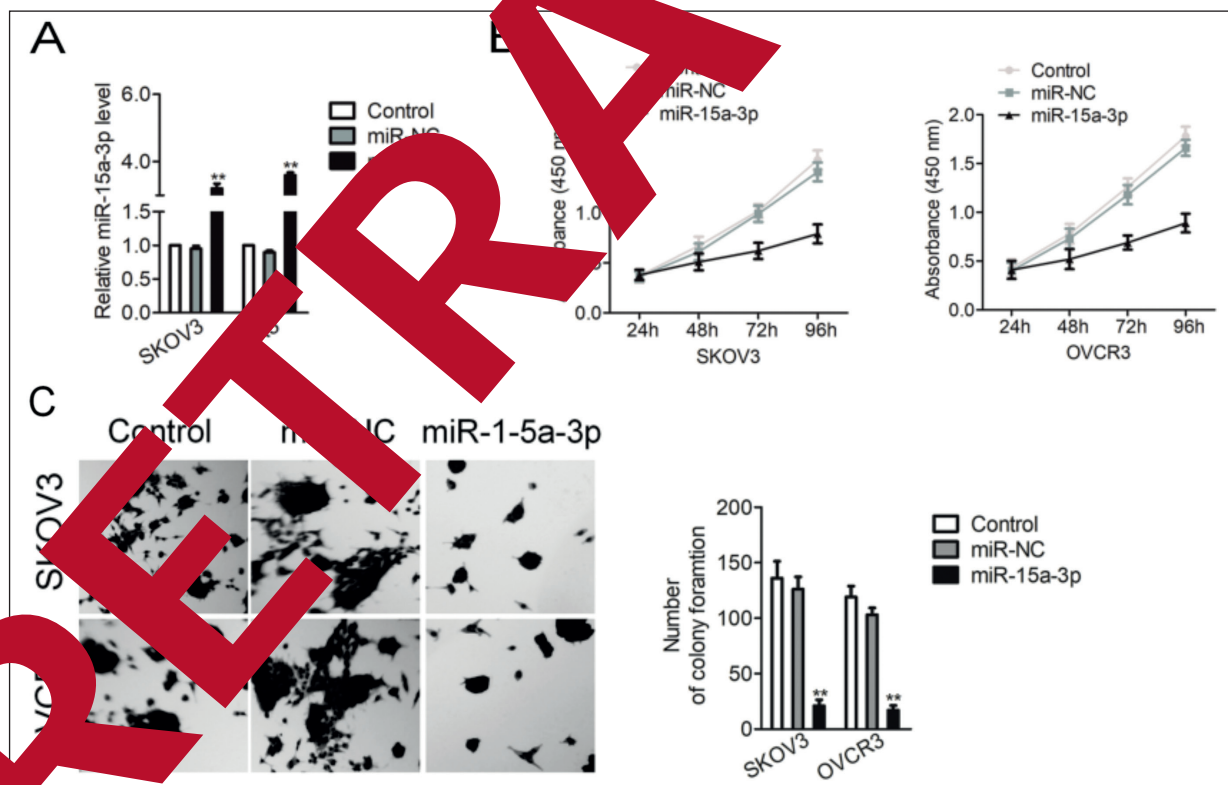 A
Relative miR-15a-3p level
6.0
4.0
1.5
1.0
0.5
0.0
** **
Control
miR-NC
SKOV3
B
miR-NC
miR-15a-3p
(450 nm)
1.0
0.0
24h 48h 72h 96h
SKOV3
Control
miR-NC
miR-15a-3p
Absorbance (450 nm)
2.0
1.5
1.0
0.5
0.0
24h 48h 72h 96h
OVCR3
C
Control miR-1-5a-3p
SKOV3
Number
of colony foramtion
200
150
100
50
0
** **
Control
miR-NC
miR-15a-3p
SKOV3 OVCR3
RETRA